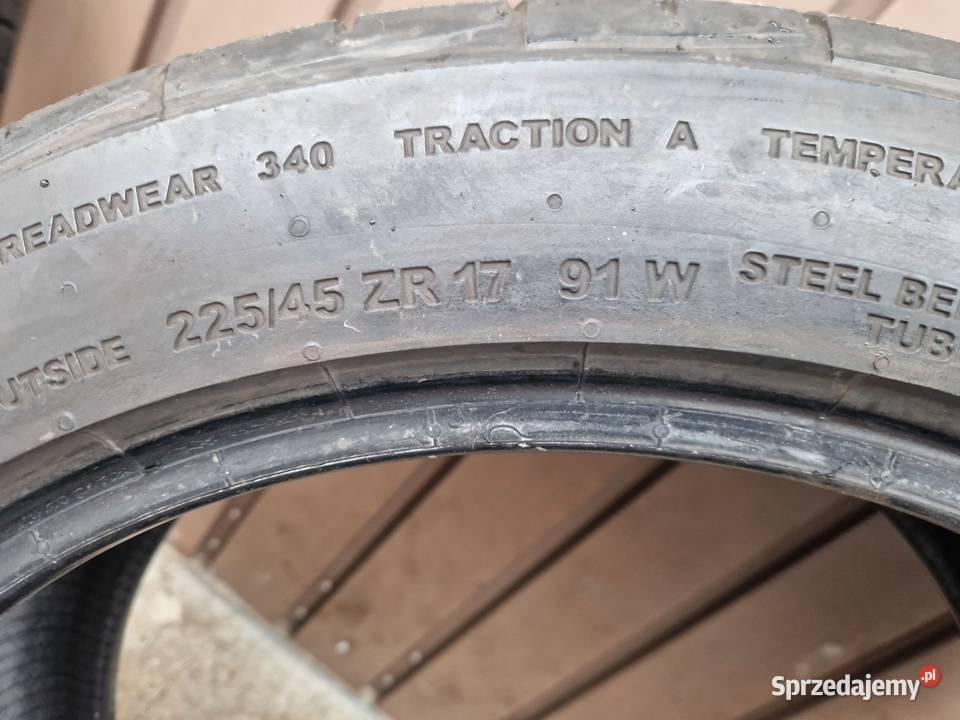 READWEAR 340 TRACTION A TEMPERA
UTSIDE 225/45 ZR 17 91 W STEEL BE
TUB
Sprzedajemy.pl